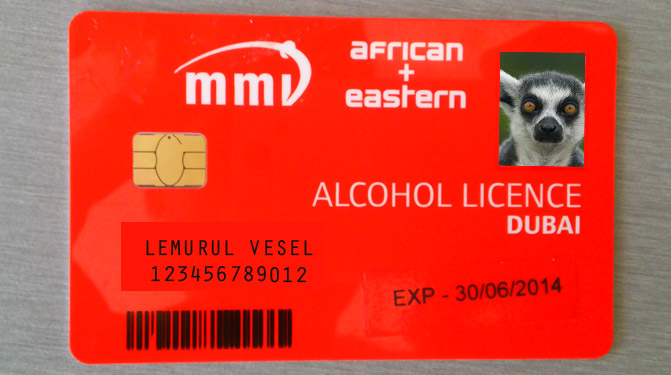 mmi
african
+
eastern
ALCOHOL LICENCE
DUBAI
LEMURUL VESEL
123456789012
EXP - 30/06/2014